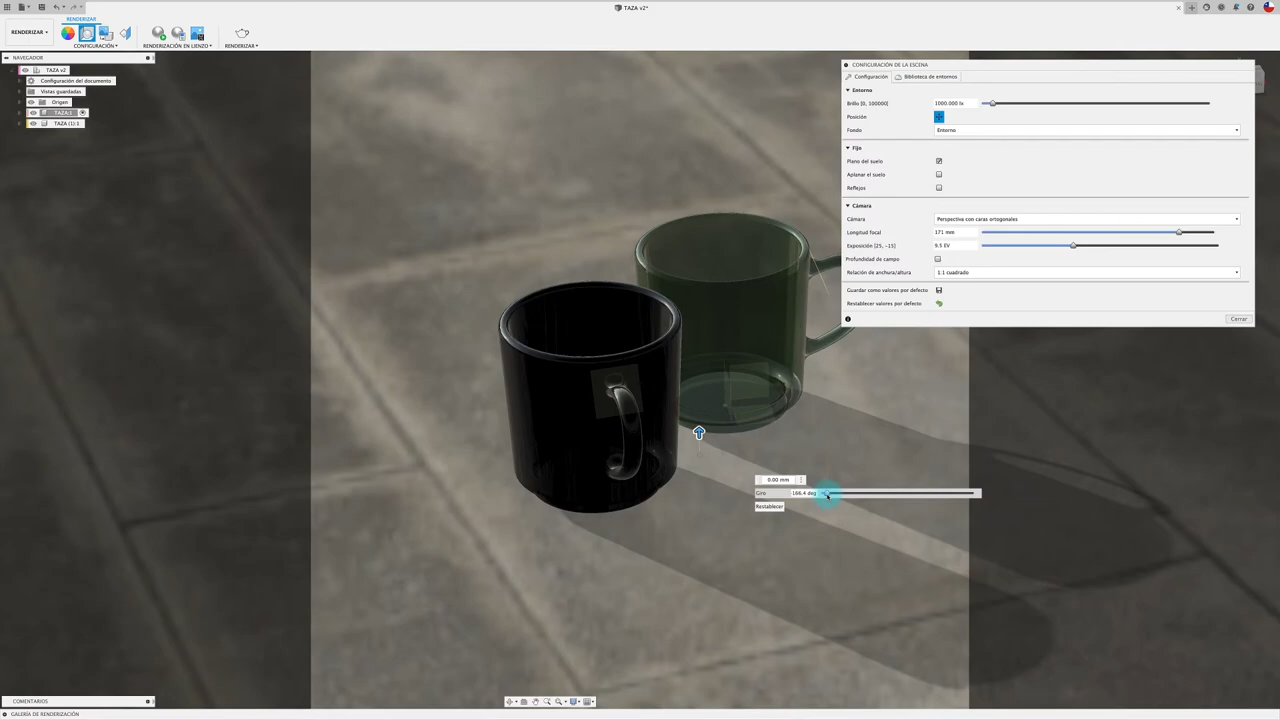 TAZA v2*
RENDERIZAR
RENDERIZAR
CONFIGURACIÓN
RENDERIZACIÓN EN LIENZO
RENDERIZAR
NAVEGADOR
TAZA v2
Configuración del documento
Vistas guardadas
Origen
TAZA:1
TAZA (1):1
CONFIGURACIÓN DE LA ESCENA
Configuración
Biblioteca de entornos
Entorno
Brillo [0, 100000]
1000.000 lx
Posición
Fondo
Entorno
Fijo
Plano del suelo
Aplanar el suelo
Reflejos
Cámara
Cámara
Perspectiva con caras ortogonales
Longitud focal
171 mm
Exposición [25, -15]
9.5 EV
Profundidad de campo
Relación de anchura/altura
1:1 cuadrado
Guardar como valores por defecto
Restablecer valores por defecto
Cerrar
0.00 mm
Giro
166.4 deg
Restablecer
COMENTARIOS
GALERÍA DE RENDERIZACIÓN